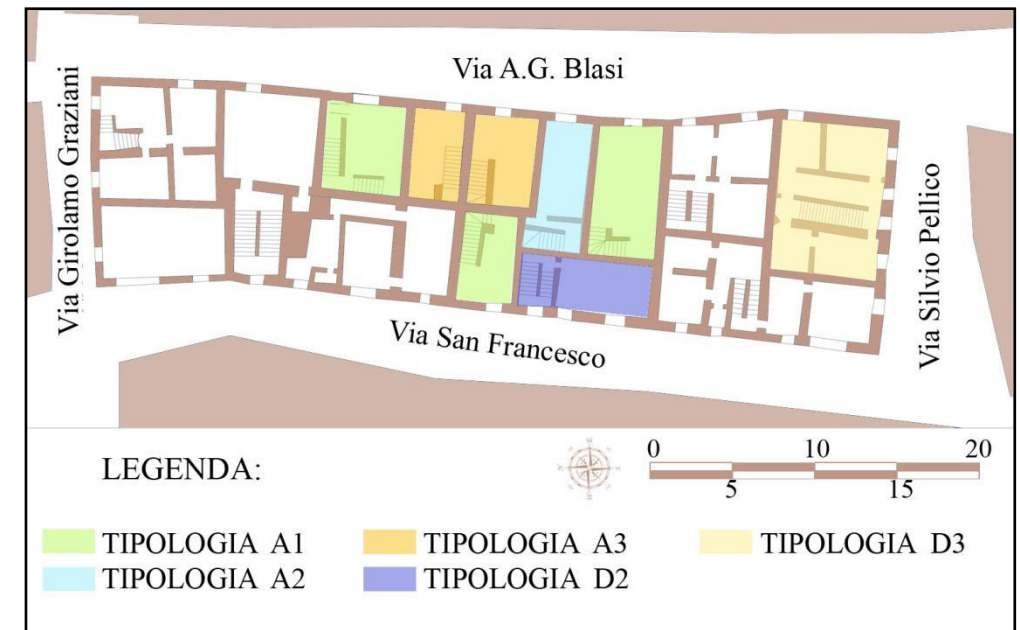 Via A.G. Blasi
Via Girolamo Graziani
Via San Francesco
Via Silvio Pellico
LEGENDA:
0 10 20
5 15
TIPOLOGIA A1
TIPOLOGIA A3
TIPOLOGIA D3
TIPOLOGIA A2
TIPOLOGIA D2